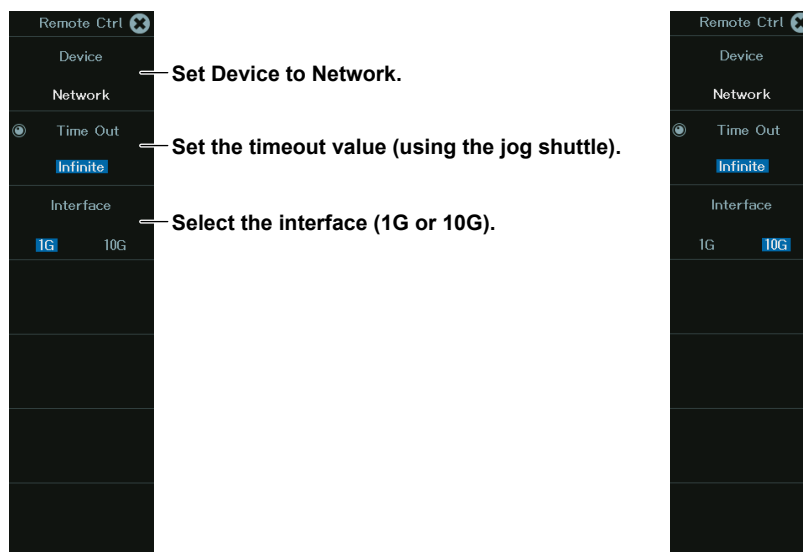 Remote Ctrl
Device
Set Device to Network.
Network
Time Out
Set the timeout value (using the jog shuttle).
Infinite
Interface
Select the interface (1G or 10G).
1G 10G
Remote Ctrl
Device
Network
Time Out
Infinite
Interface
1G 10G